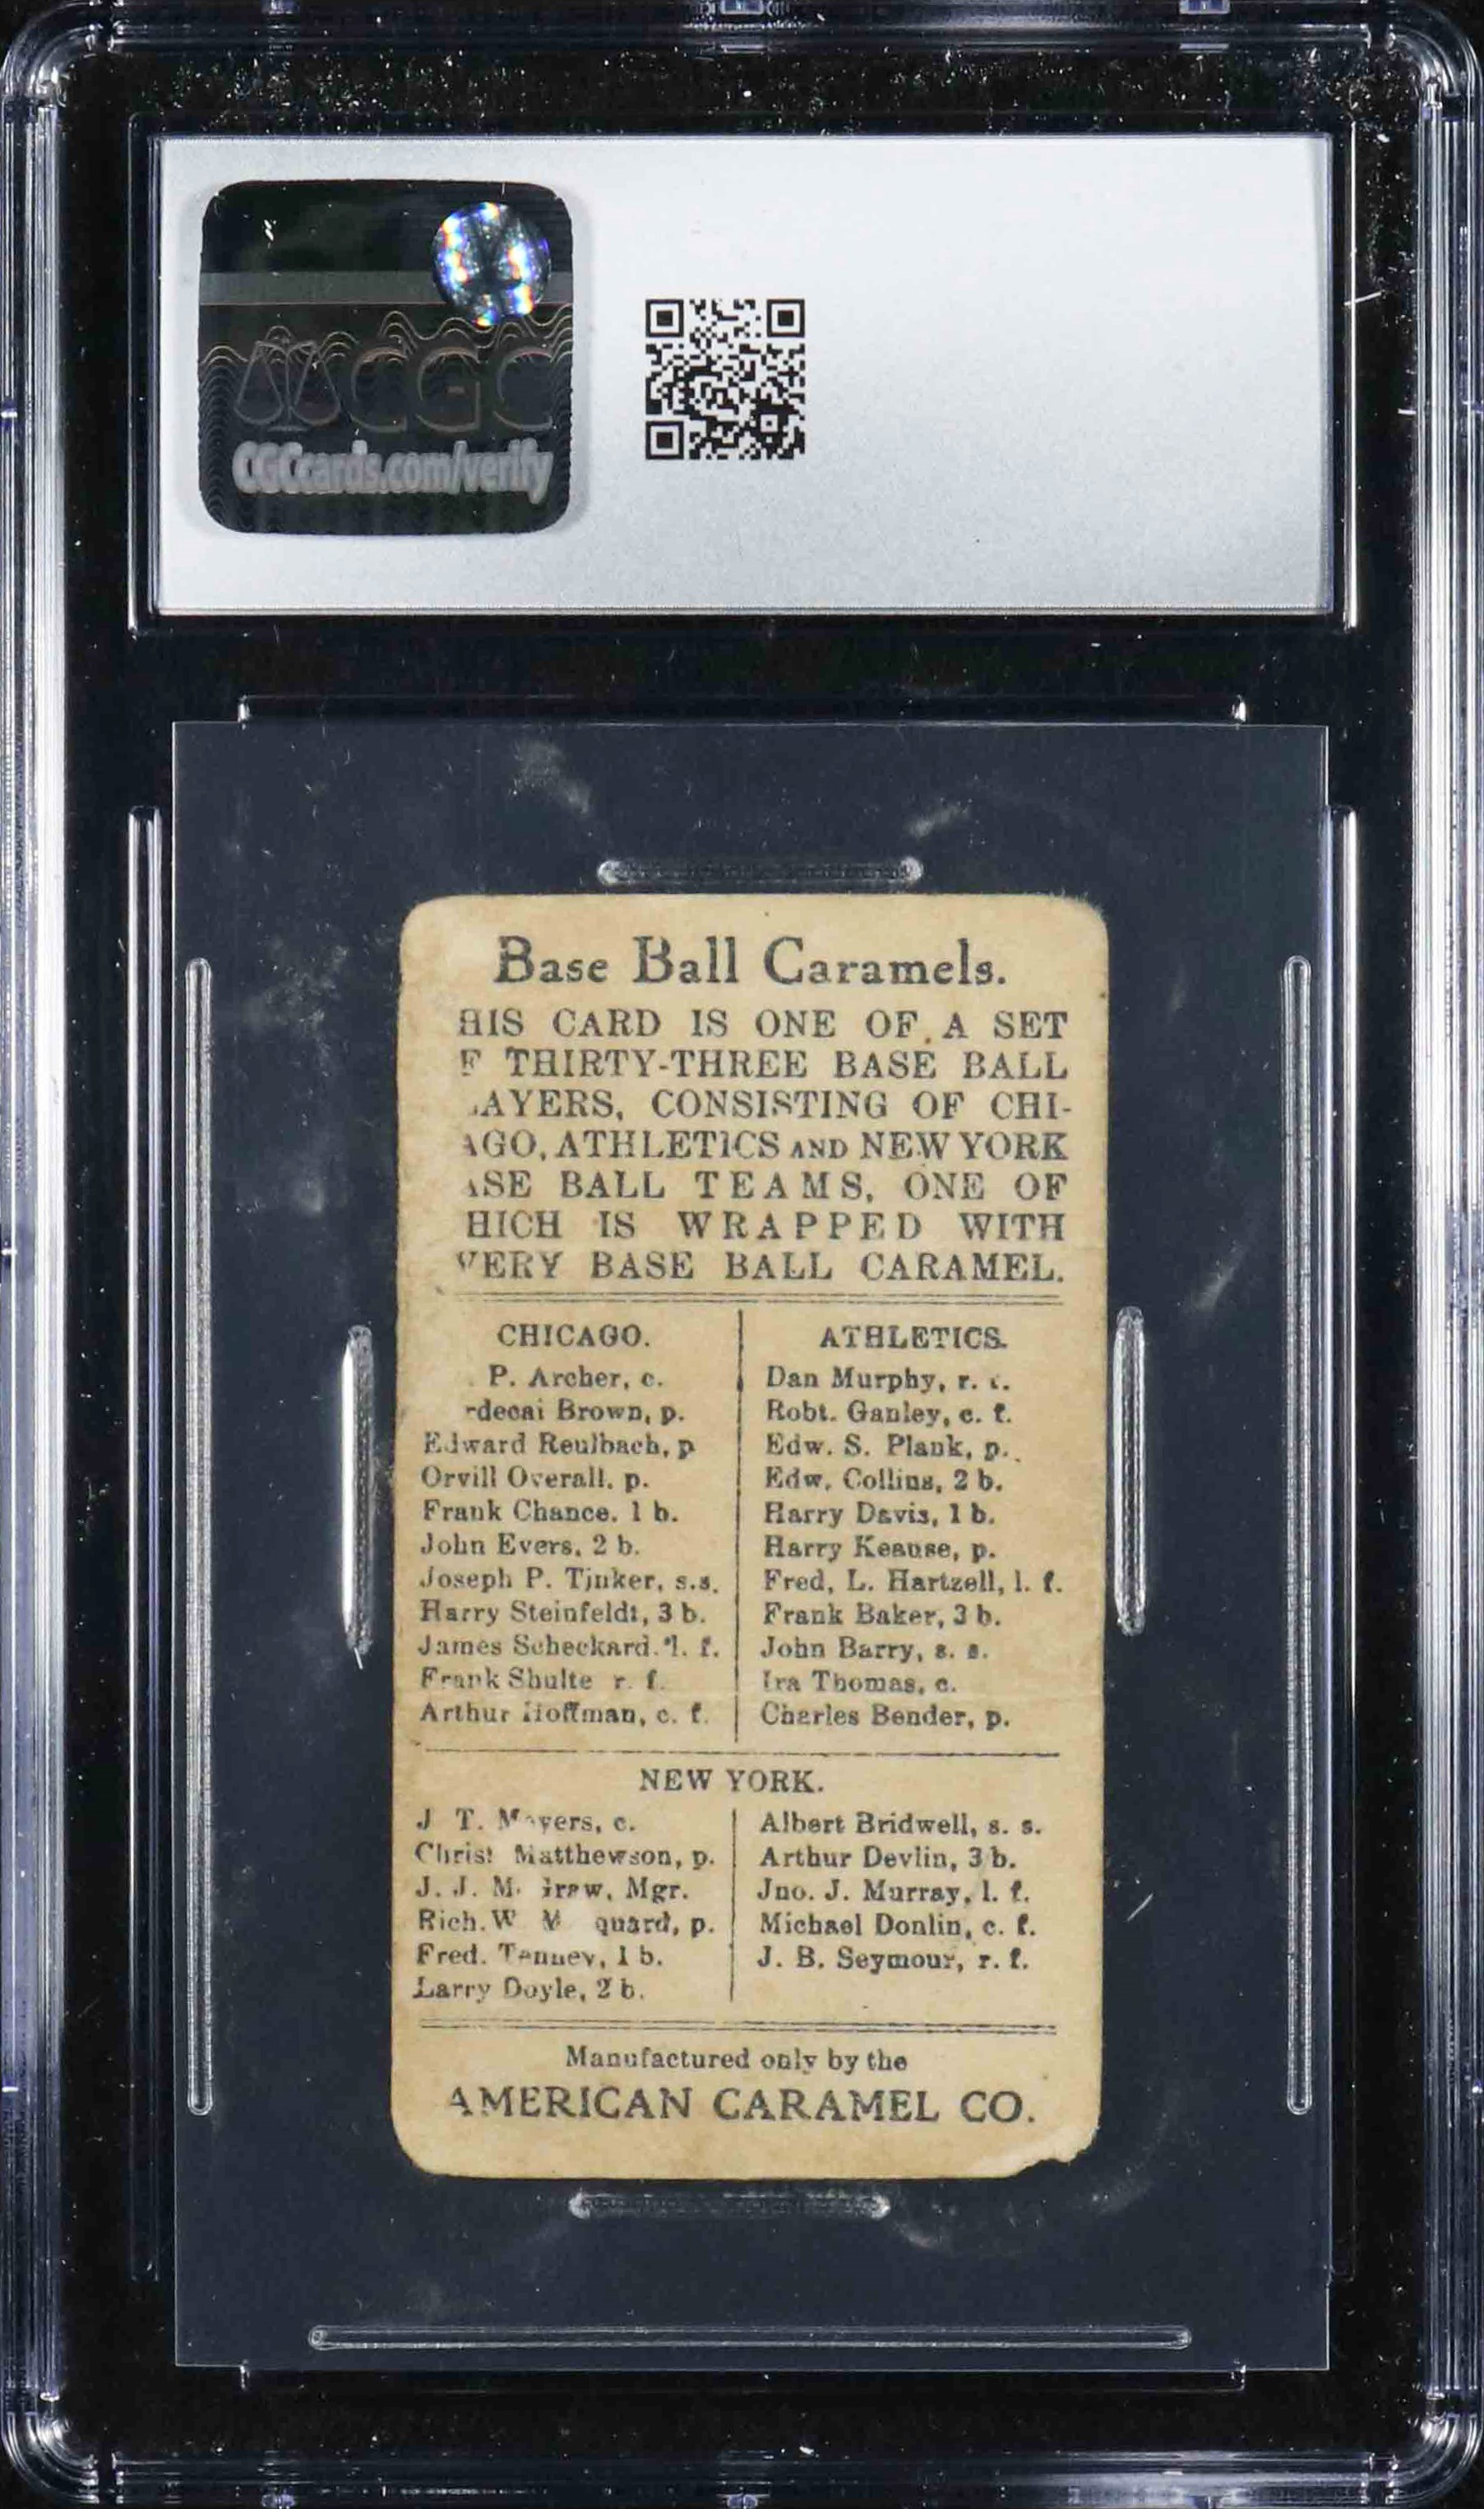 CGC
CGCcards.com/verify
Base Ball Caramels.
HIS CARD IS ONE OF A SET
F THIRTY-THREE BASE BALL
AYERS, CONSISTING OF CHI-
AGO, ATHLETICS AND NEW YORK
ASE BALL TEAMS, ONE OF
HICH IS WRAPPED WITH
VERY BASE BALL CARAMEL.
CHICAGO.
P. Archer, c.
rdecai Brown, p.
Edward Reulbach, p
Orvill Overall. p.
Frank Chance. 1 b.
John Evers. 2 b.
Joseph P. Tinker, s.s.
Harry Steinfeldt, 3 b.
James Scheckard. l. f.
Frank Shulte r. f.
Arthur Hoffman, c. f.
ATHLETICS.
Dan Murphy, r. f.
Robt. Ganley, c. f.
Edw. S. Plank, p.
Edw. Collins, 2 b.
Harry Davis, 1 b.
Harry Keause, p.
Fred. L. Hartzell, l. f.
Frank Baker, 3 b.
John Barry, s. s.
Ira Thomas, c.
Charles Bender, p.
NEW YORK.
J T. Meyers, c.
Christ Matthewson, p.
J. J. M Graw, Mgr.
Rich. W M quard, p.
Fred. Tenney, 1 b.
Larry Doyle, 2 b.
Albert Bridwell, s. s.
Arthur Devlin, 3 b.
Jno. J. Murray, l. f.
Michael Donlin, c. f.
J. B. Seymour, r. f.
Manufactured only by the
AMERICAN CARAMEL CO.